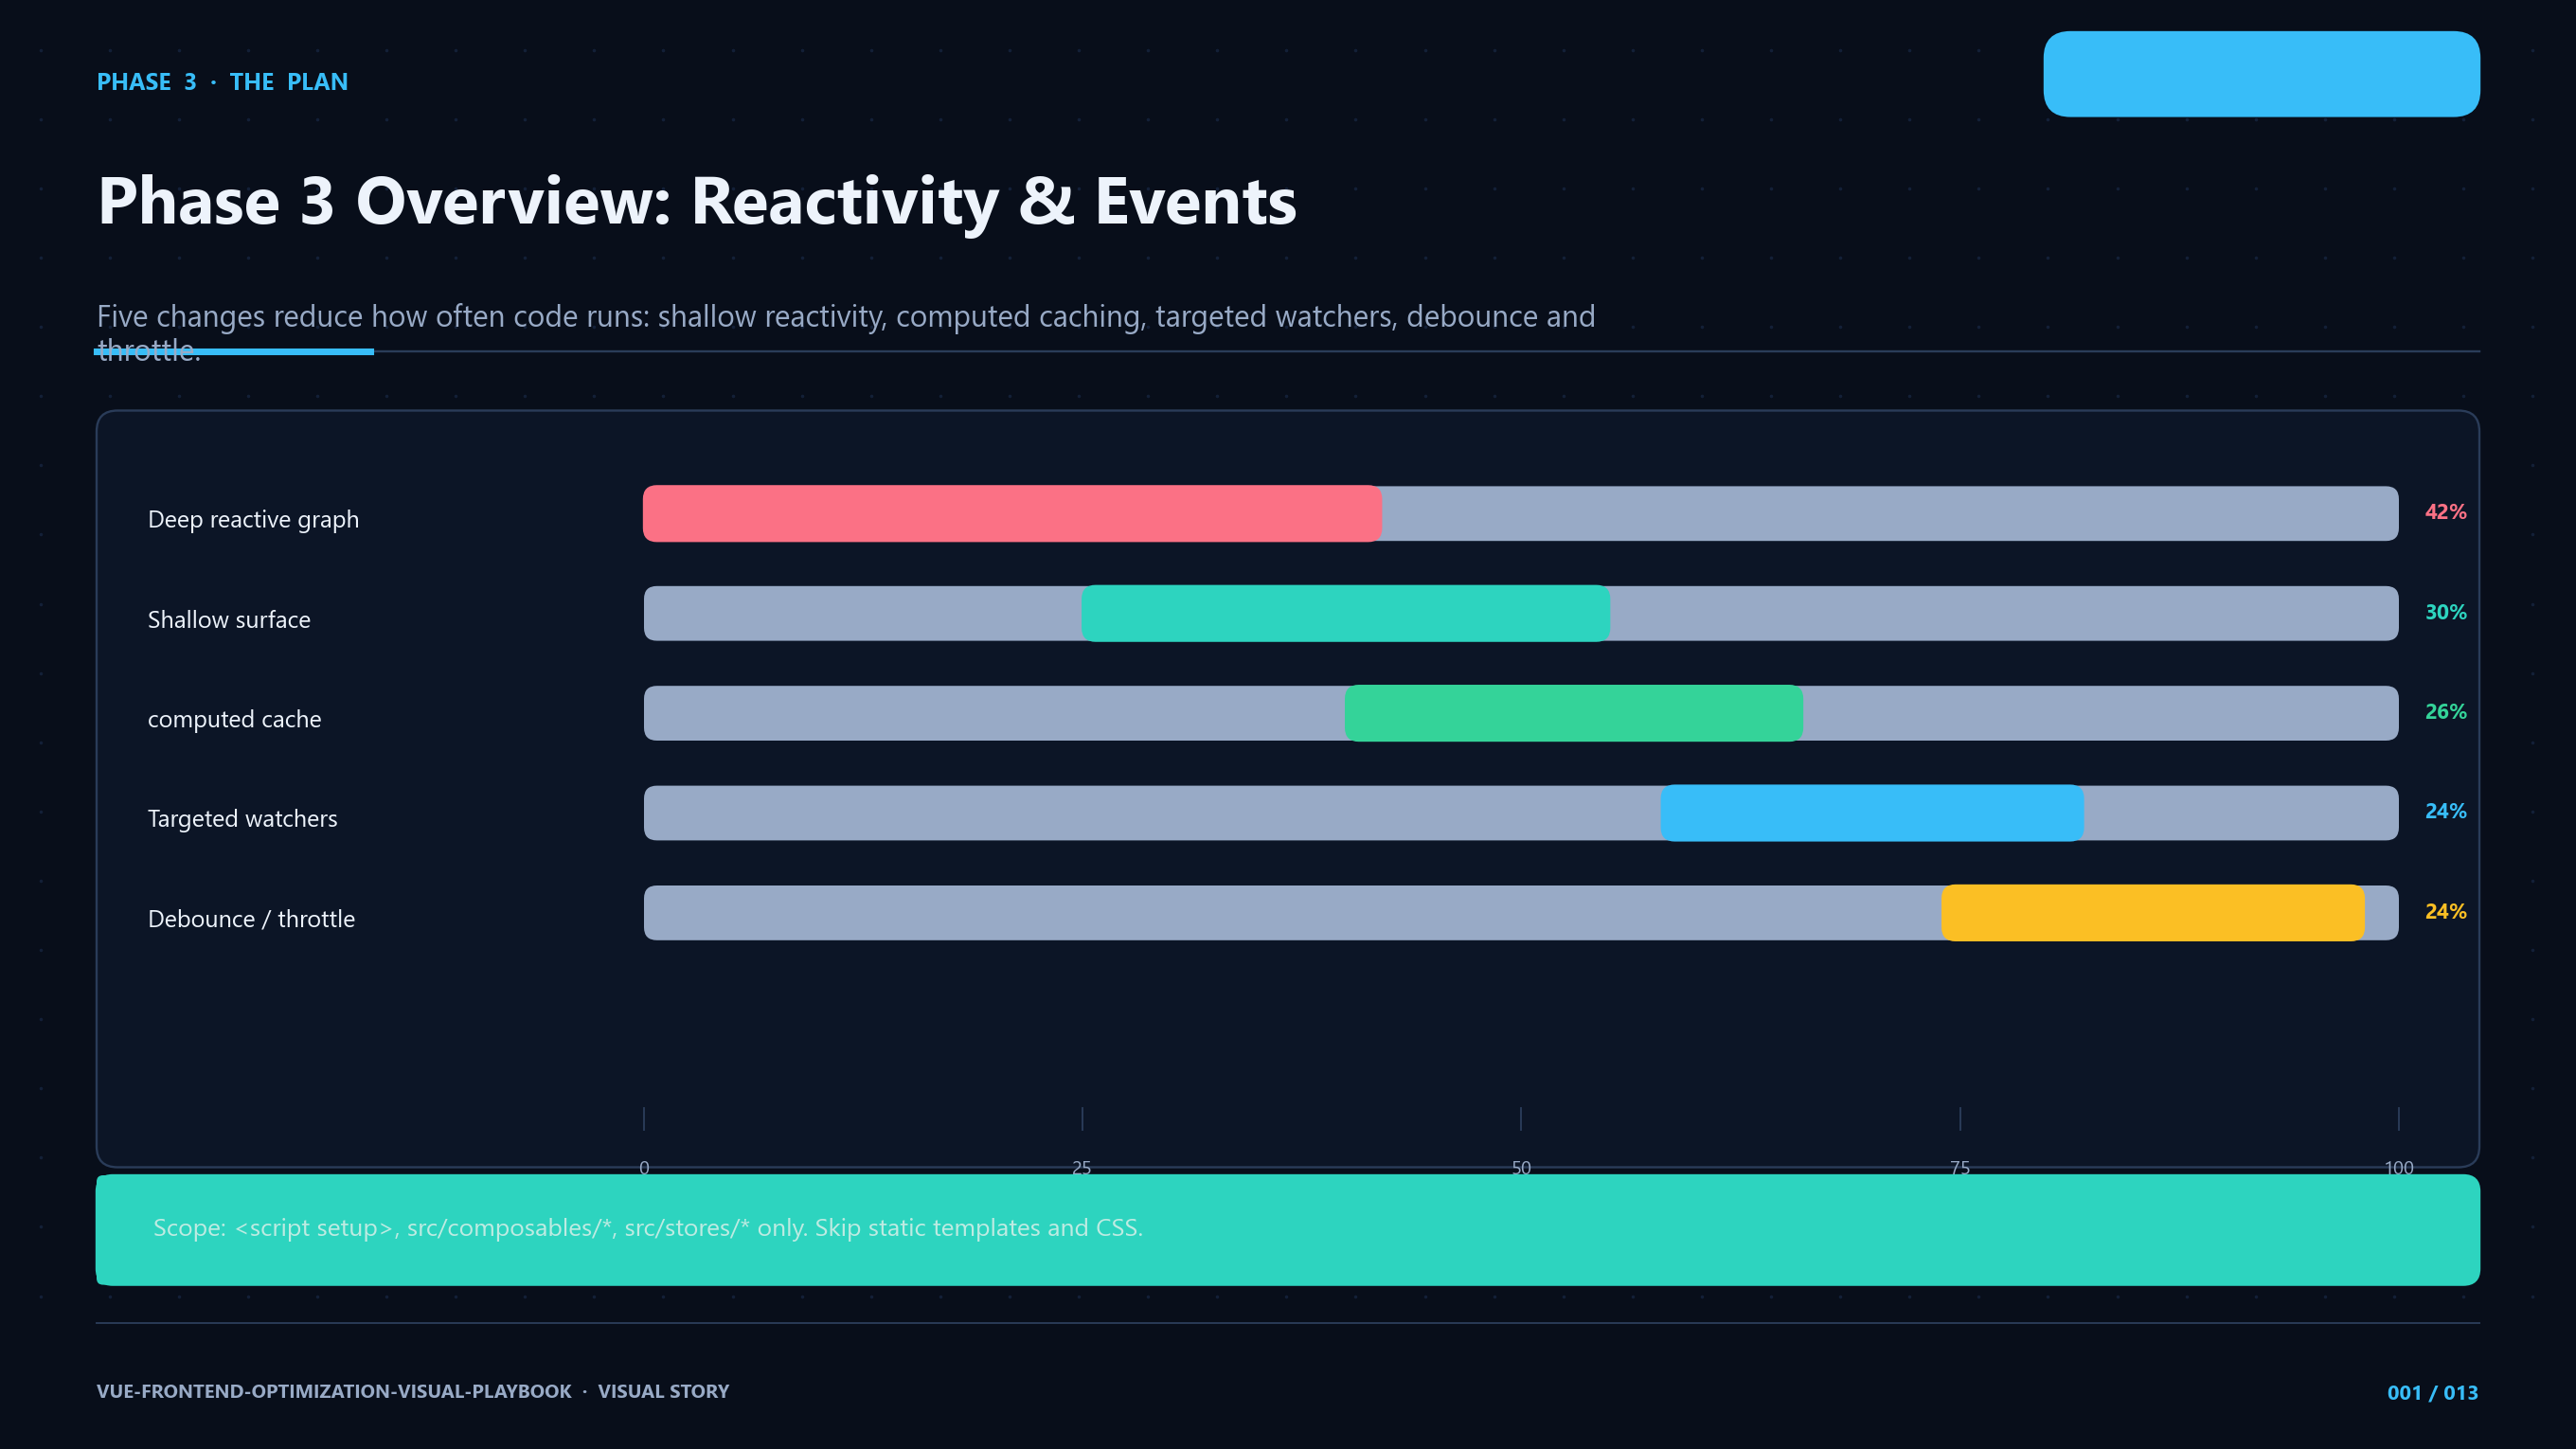 PHASE 3 · THE PLAN
Phase 3 Overview: Reactivity & Events
Five changes reduce how often code runs: shallow reactivity, computed caching, targeted watchers, debounce and
throttle.
Deep reactive graph
42%
Shallow surface
30%
computed cache
26%
Targeted watchers
24%
Debounce / throttle
24%
0 25 50 75 100
Scope: <script setup>, src/composables/*, src/stores/* only. Skip static templates and CSS.
VUE-FRONTEND-OPTIMIZATION-VISUAL-PLAYBOOK · VISUAL STORY
001 / 013